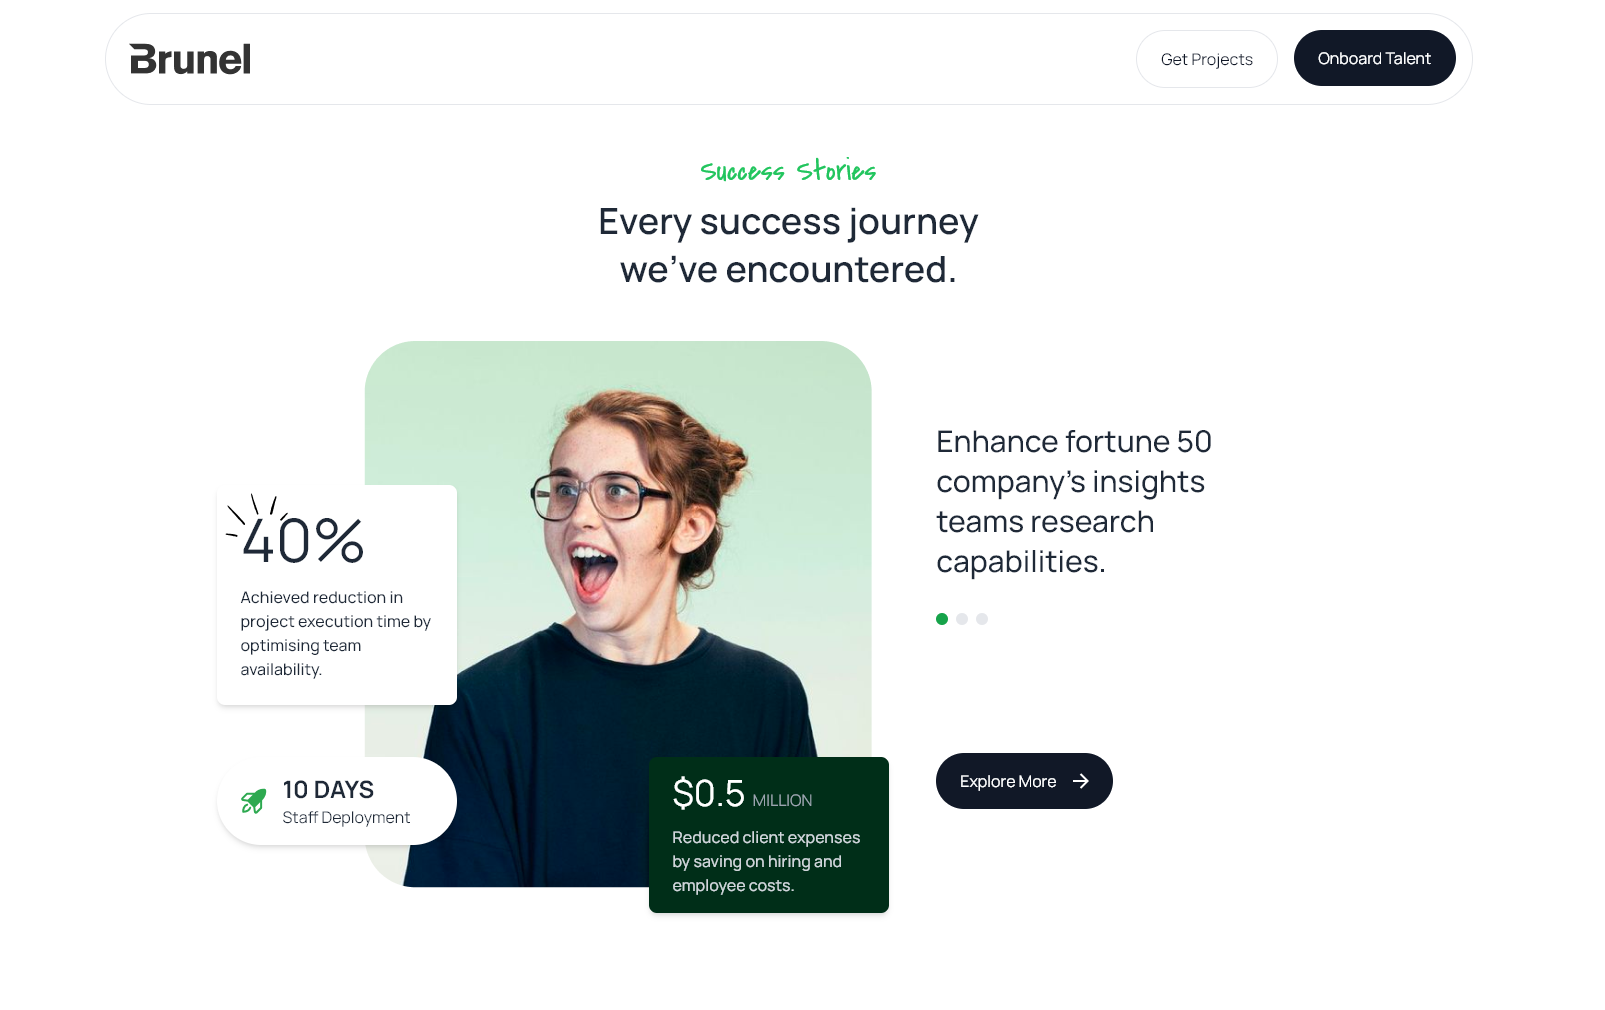 Brunel
Get Projects
Onboard Talent
Success Stories
Every success journey
we’ve encountered.
40%
Achieved reduction in
project execution time by
optimising team
availability.
10 DAYS
Staff Deployment
$0.5 MILLION
Reduced client expenses
by saving on hiring and
employee costs.
Enhance fortune 50
company’s insights
teams research
capabilities.
Explore More